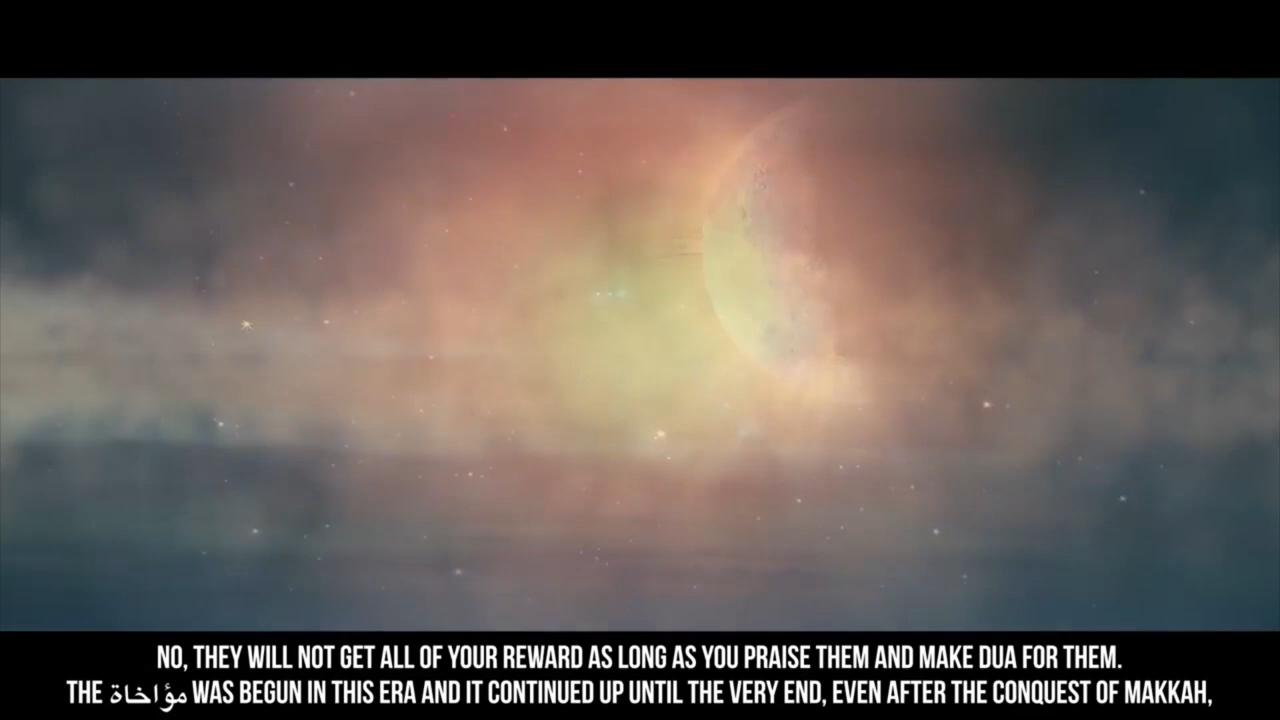 NO, THEY WILL NOT GET ALL OF YOUR REWARD AS LONG AS YOU PRAISE THEM AND MAKE DUA FOR THEM.
THE مؤاخاة WAS BEGUN IN THIS ERA AND IT CONTINUED UP UNTIL THE VERY END, EVEN AFTER THE CONQUEST OF MAKKAH,